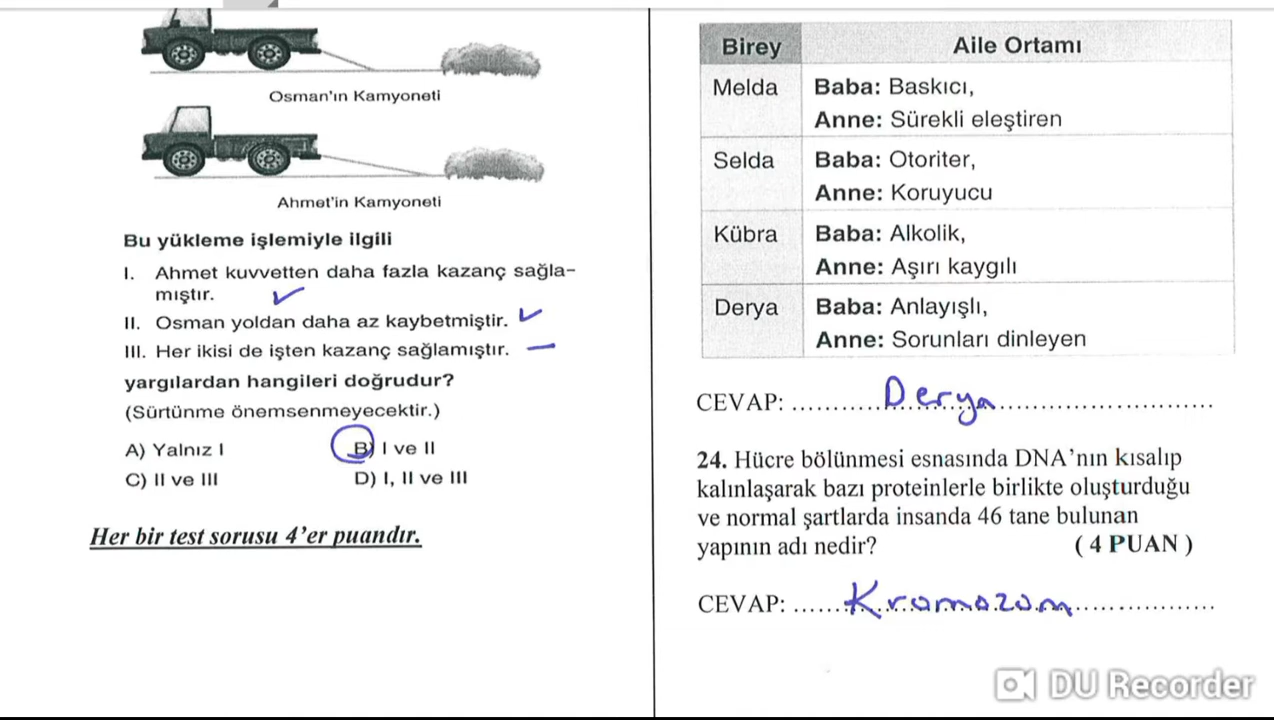 Osman'ın Kamyoneti
Ahmet'in Kamyoneti
Bu yükleme işlemiyle ilgili
I. Ahmet kuvvetten daha fazla kazanç sağla-
mıştır.
II. Osman yoldan daha az kaybetmiştir.
III. Her ikisi de işten kazanç sağlamıştır.
yargılardan hangileri doğrudur?
(Sürtünme önemsenmeyecektir.)
A) Yalnız I B) I ve II
C) II ve III D) I, II ve III
Her bir test sorusu 4'er puandır.
Birey Aile Ortamı
Melda Baba: Baskıcı,
Anne: Sürekli eleştiren
Selda Baba: Otoriter,
Anne: Koruyucu
Kübra Baba: Alkolik,
Anne: Aşırı kaygılı
Derya Baba: Anlayışlı,
Anne: Sorunları dinleyen
CEVAP: Derya
24. Hücre bölünmesi esnasında DNA'nın kısalıp
kalınlaşarak bazı proteinlerle birlikte oluşturduğu
ve normal şartlarda insanda 46 tane bulunan
yapının adı nedir? ( 4 PUAN )
CEVAP: Kromozom
DU Recorder